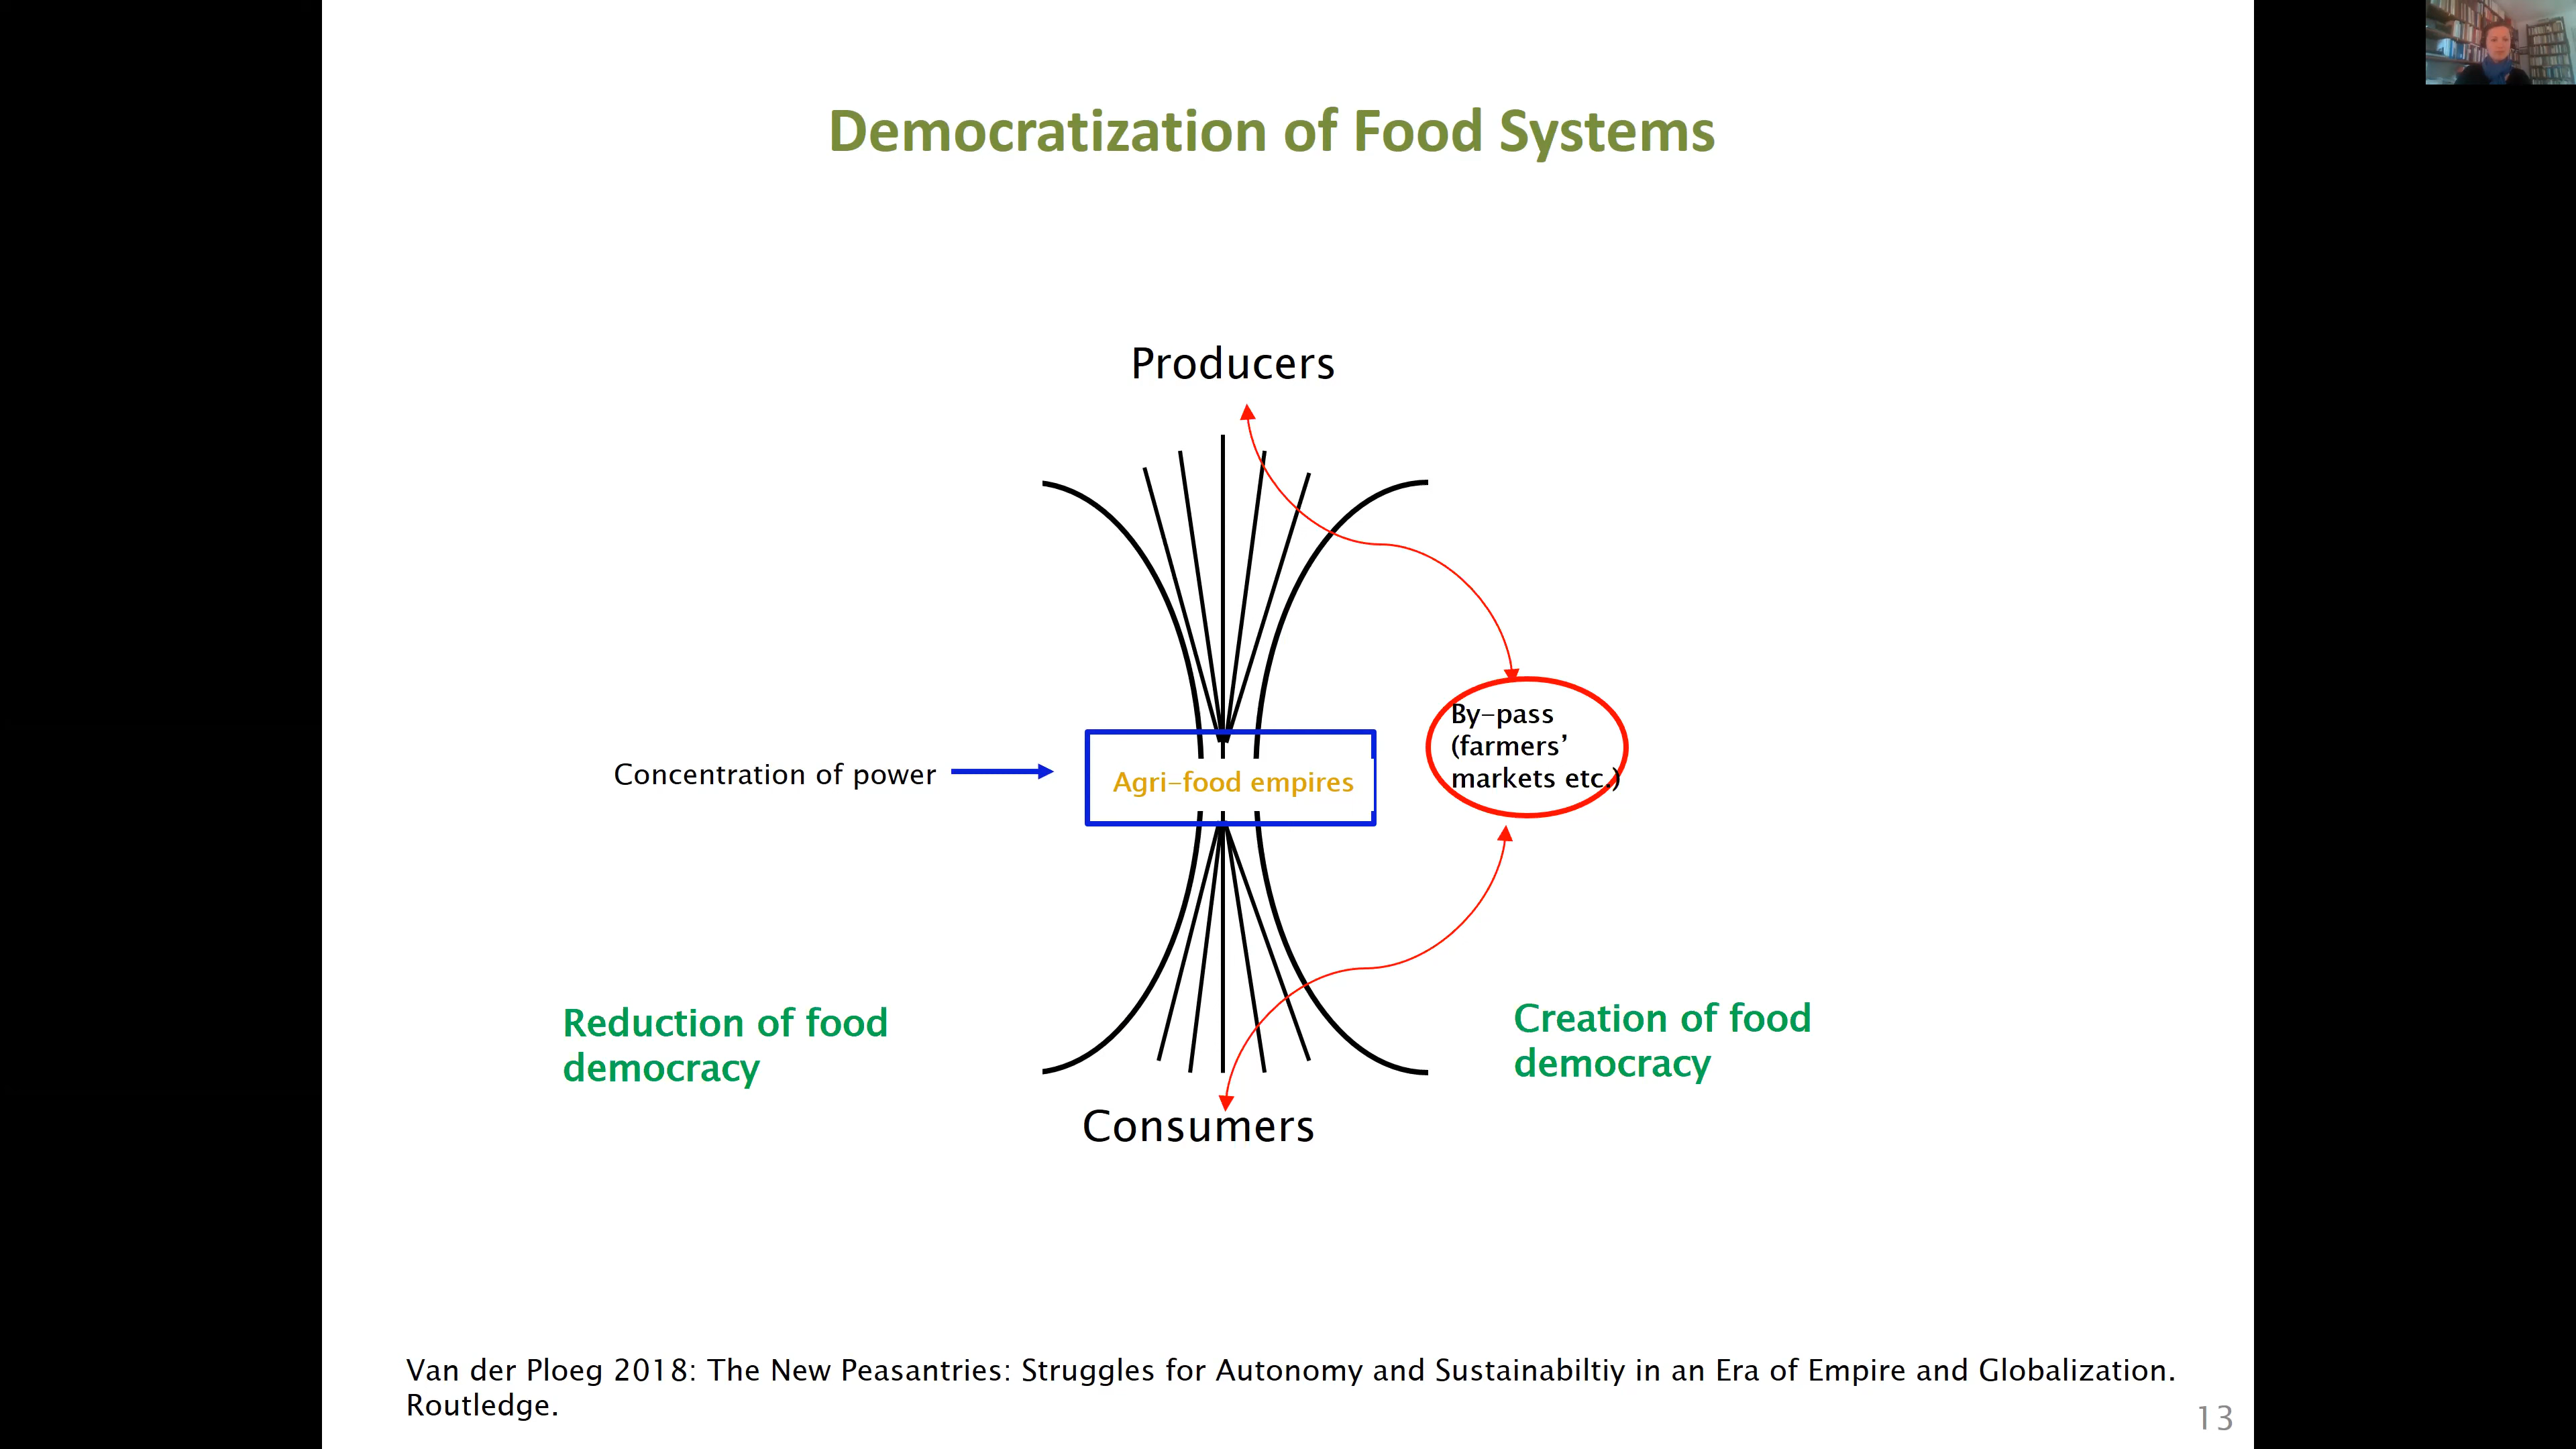 Democratization of Food Systems
Producers
By-pass
(farmers’
markets etc.)
Concentration of power
Agri-food empires
Reduction of food
democracy
Creation of food
democracy
Consumers
Van der Ploeg 2018: The New Peasantries: Struggles for Autonomy and Sustainabiltiy in an Era of Empire and Globalization.
Routledge.
13